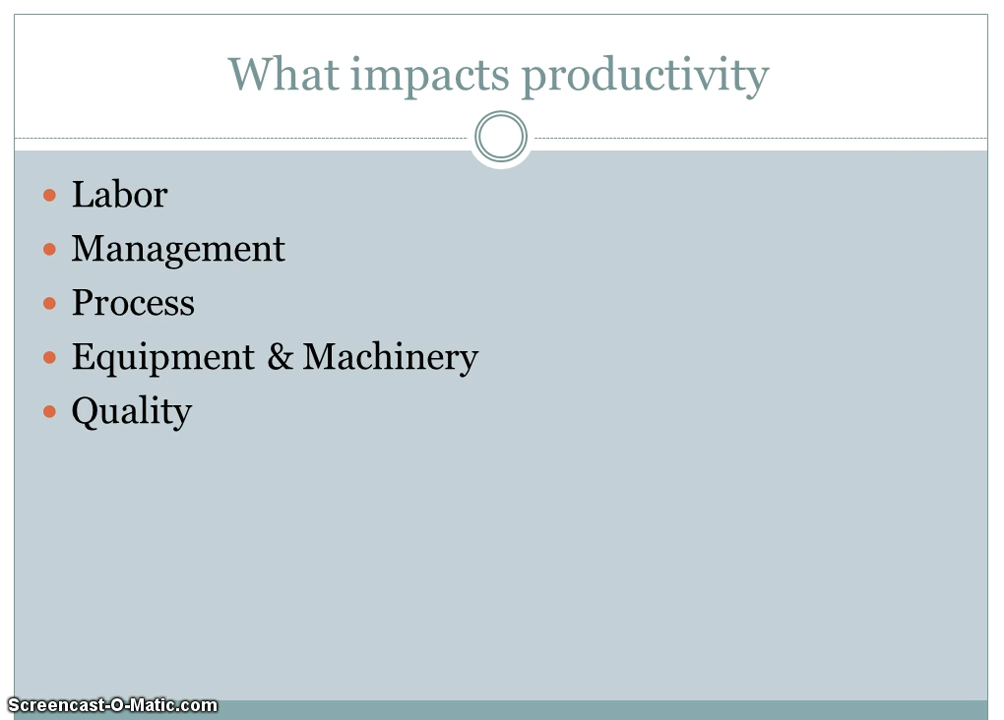 What impacts productivity
Labor
Management
Process
Equipment & Machinery
Quality
Screencast-O-Matic.com